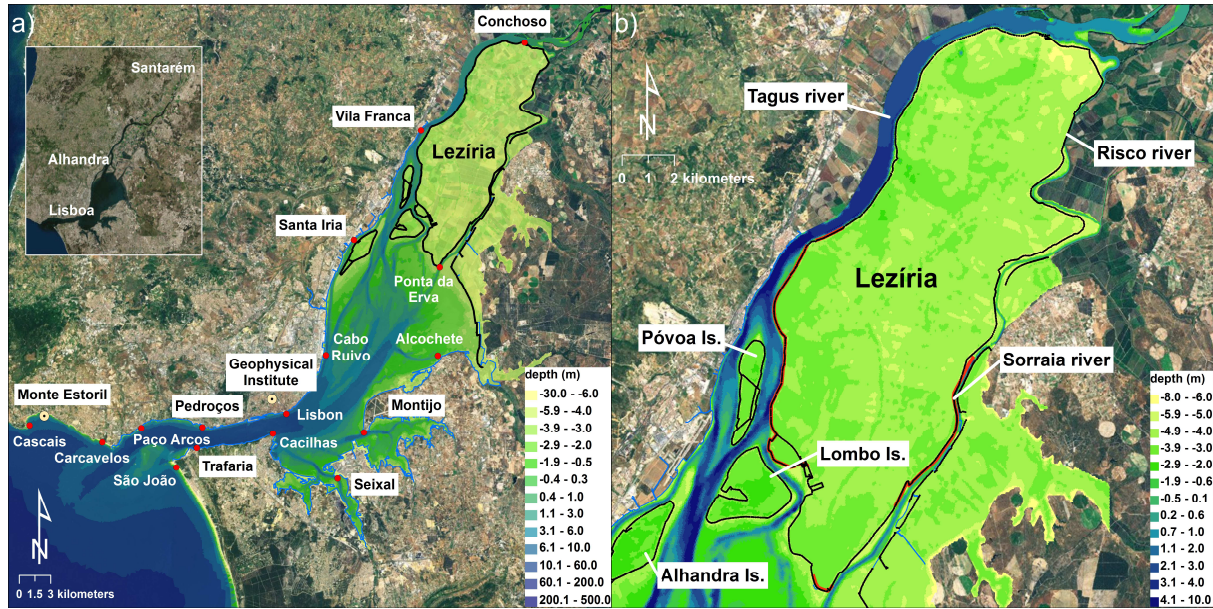 a)
Conchoso
Santarém
Alhandra
Lisboa
Vila Franca
Lezíria
Santa Iria
Ponta da
Erva
Cabo
Ruivo
Alcochete
Geophysical
Institute
Monte Estoril
Pedroços
Lisbon
Montijo
Cascais
Paço Arcos
Cacilhas
Carcavelos
Trafaria
São João
Seixal
N
0 1.5 3 kilometers
depth (m)
-30.0 - -6.0
-5.9 - -4.0
-3.9 - -3.0
-2.9 - -2.0
-1.9 - -0.5
-0.4 - 0.3
0.4 - 1.0
1.1 - 3.0
3.1 - 6.0
6.1 - 10.0
10.1 - 60.0
60.1 - 200.0
200.1 - 500.0
b)
Tagus river
N
0 1 2 kilometers
Risco river
Lezíria
Póvoa Is.
Sorraia river
Lombo Is.
Alhandra Is.
depth (m)
-8.0 - -6.0
-5.9 - -5.0
-4.9 - -4.0
-3.9 - -3.0
-2.9 - -2.0
-1.9 - -0.6
-0.5 - 0.1
0.2 - 0.6
0.7 - 1.0
1.1 - 2.0
2.1 - 3.0
3.1 - 4.0
4.1 - 10.0